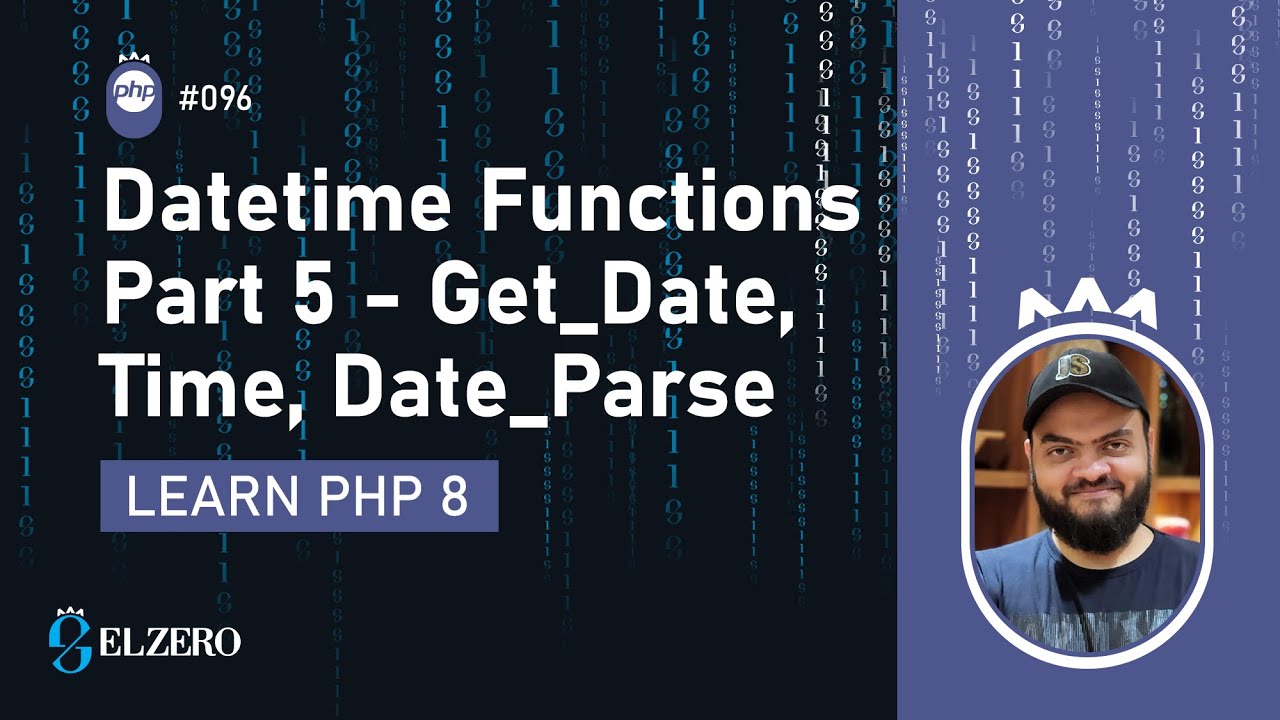 php #096
Datetime Functions
Part 5 - Get_Date,
Time, Date_Parse
LEARN PHP 8
ELZERO
JS